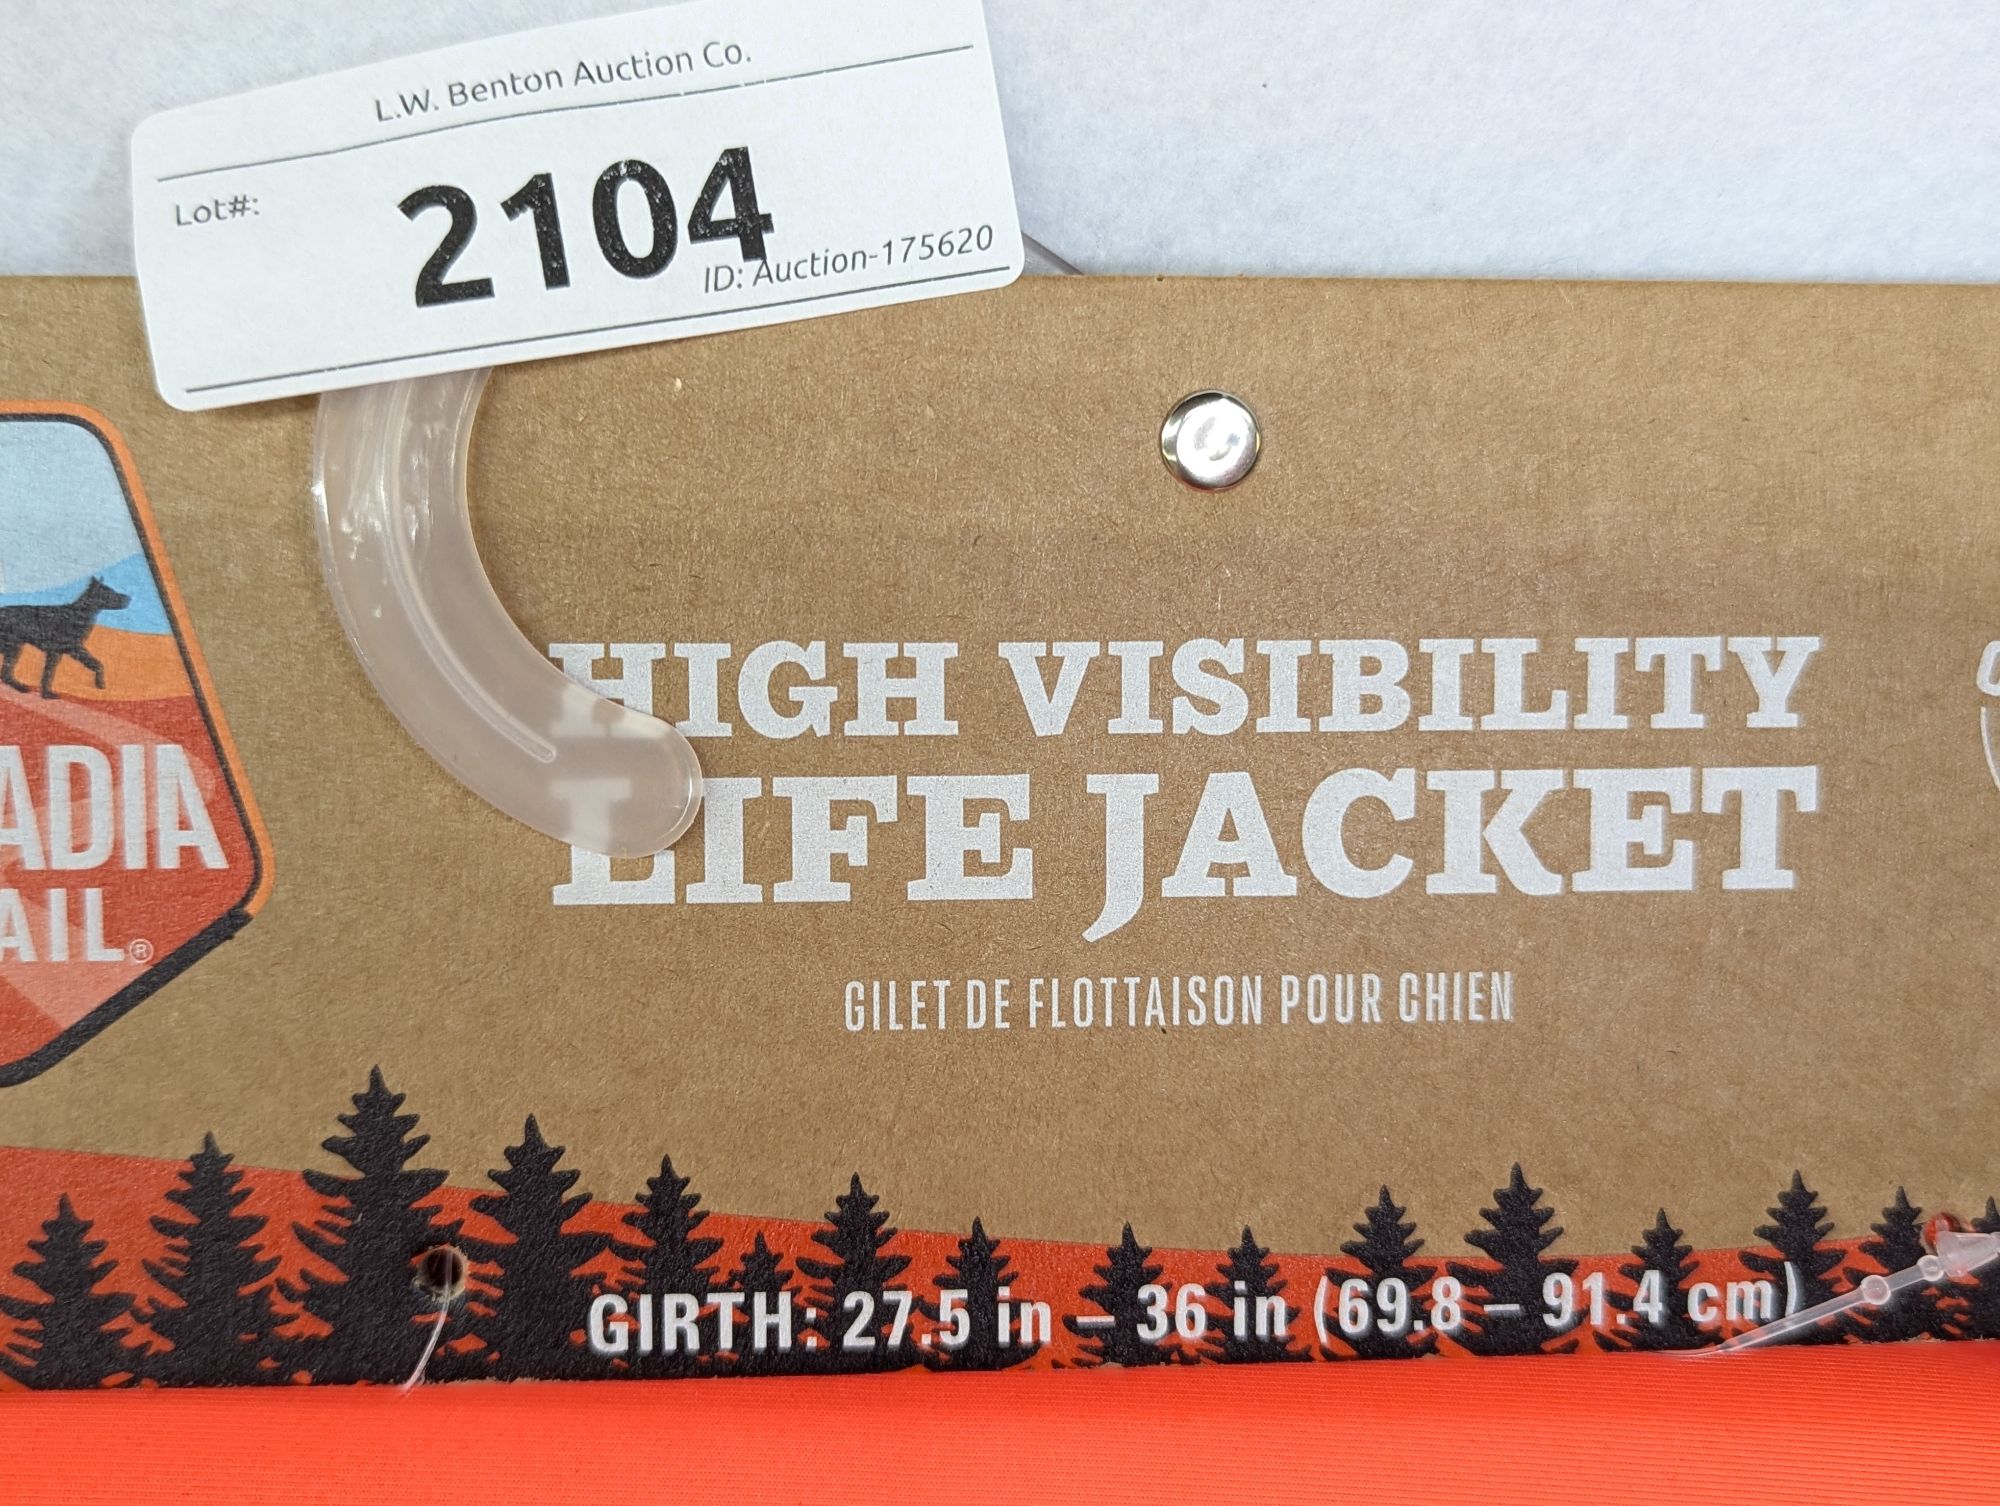 L.W. Benton Auction Co.
Lot#:
2104
ID: Auction-175620
HIGH VISIBILITY
LIFE JACKET
GILET DE FLOTTAISON POUR CHIEN
GIRTH: 27.5 in – 36 in (69.8 – 91.4 cm)